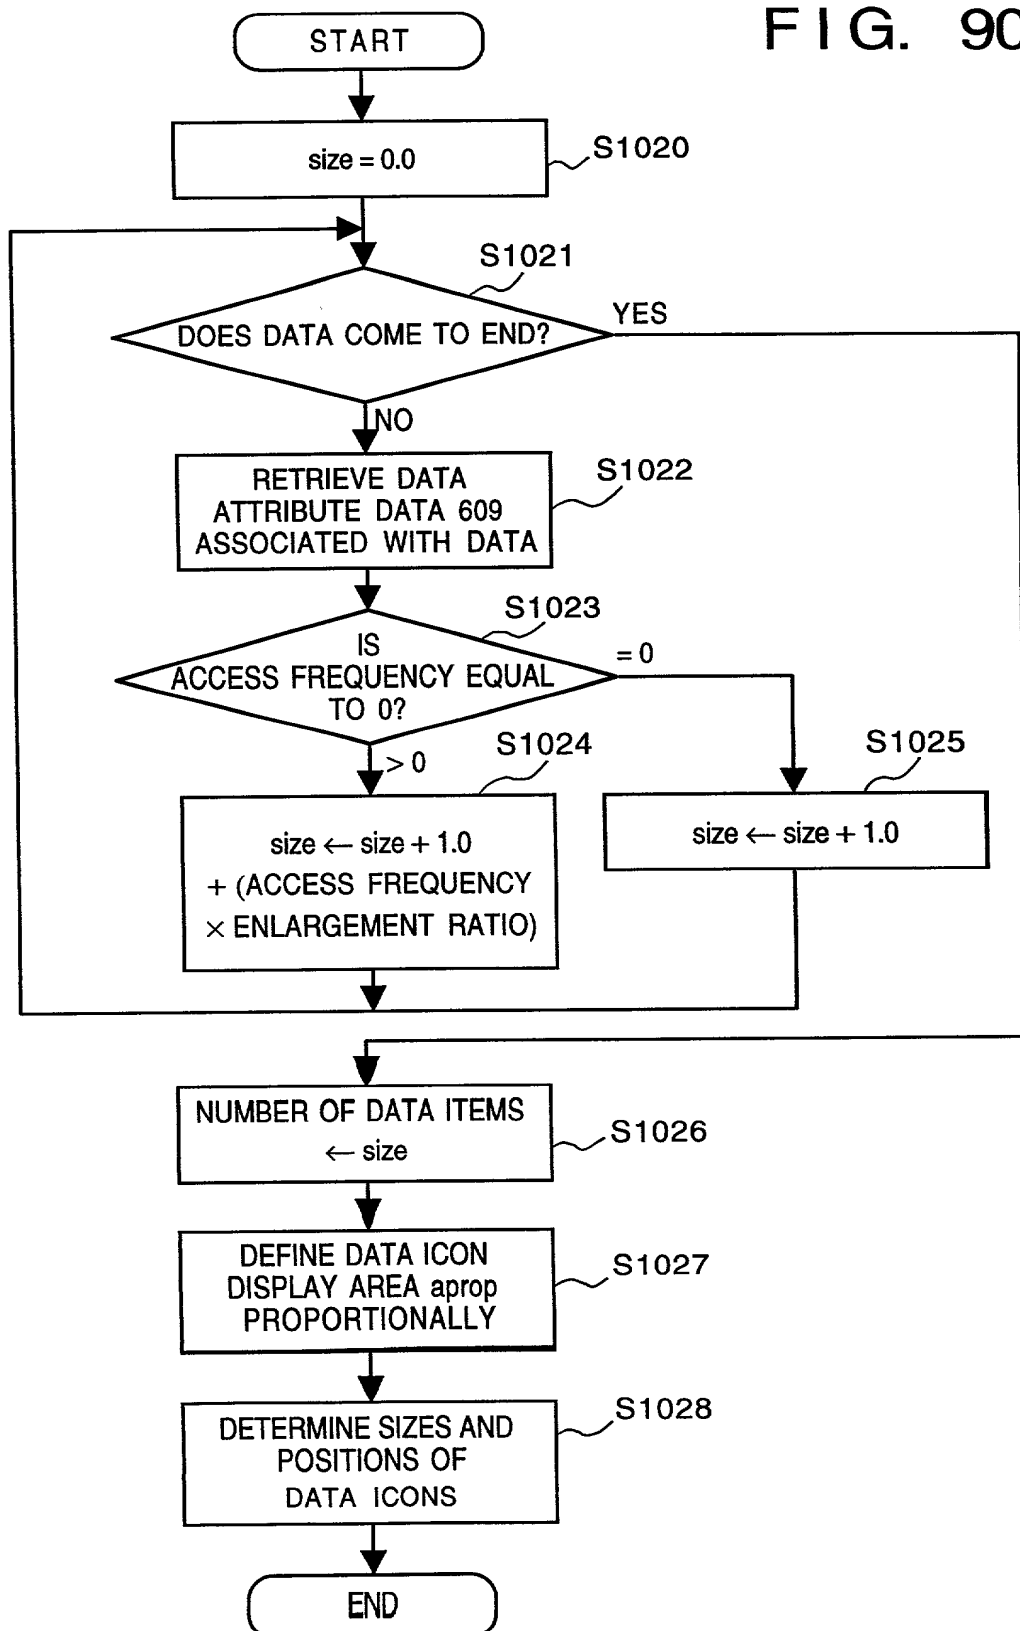 FIG. 90
START
size = 0.0
S1020
S1021
DOES DATA COME TO END?
YES
NO
RETRIEVE DATA
ATTRIBUTE DATA 609
ASSOCIATED WITH DATA
S1022
S1023
IS
ACCESS FREQUENCY EQUAL
TO 0?
= 0
> 0
S1024
size ← size + 1.0
+ (ACCESS FREQUENCY
× ENLARGEMENT RATIO)
S1025
size ← size + 1.0
NUMBER OF DATA ITEMS
← size
S1026
DEFINE DATA ICON
DISPLAY AREA aprop
PROPORTIONALLY
S1027
DETERMINE SIZES AND
POSITIONS OF
DATA ICONS
S1028
END